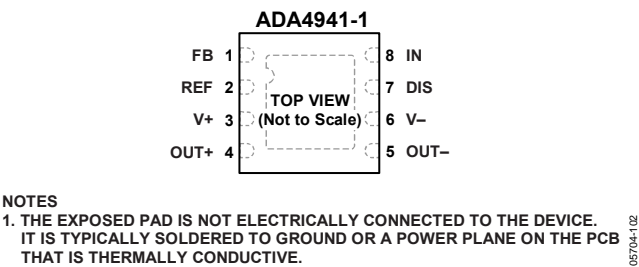 ADA4941-1
FB 1
REF 2
V+ 3
OUT+ 4
TOP VIEW
(Not to Scale)
8 IN
7 DIS
6 V–
5 OUT–
NOTES
1. THE EXPOSED PAD IS NOT ELECTRICALLY CONNECTED TO THE DEVICE.
IT IS TYPICALLY SOLDERED TO GROUND OR A POWER PLANE ON THE PCB
THAT IS THERMALLY CONDUCTIVE.
05704-102